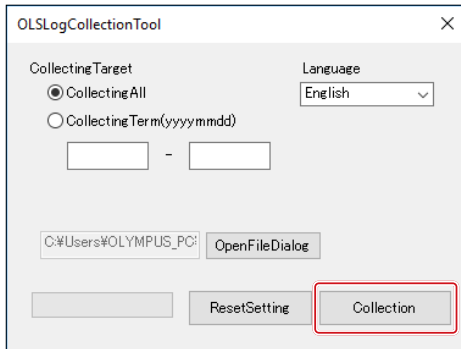 OLSLogCollectionTool
CollectingTarget
Language
CollectingAll
English
CollectingTerm(yyyymmdd)
-
C:¥Users¥OLYMPUS_PC¥
OpenFileDialog
ResetSetting
Collection